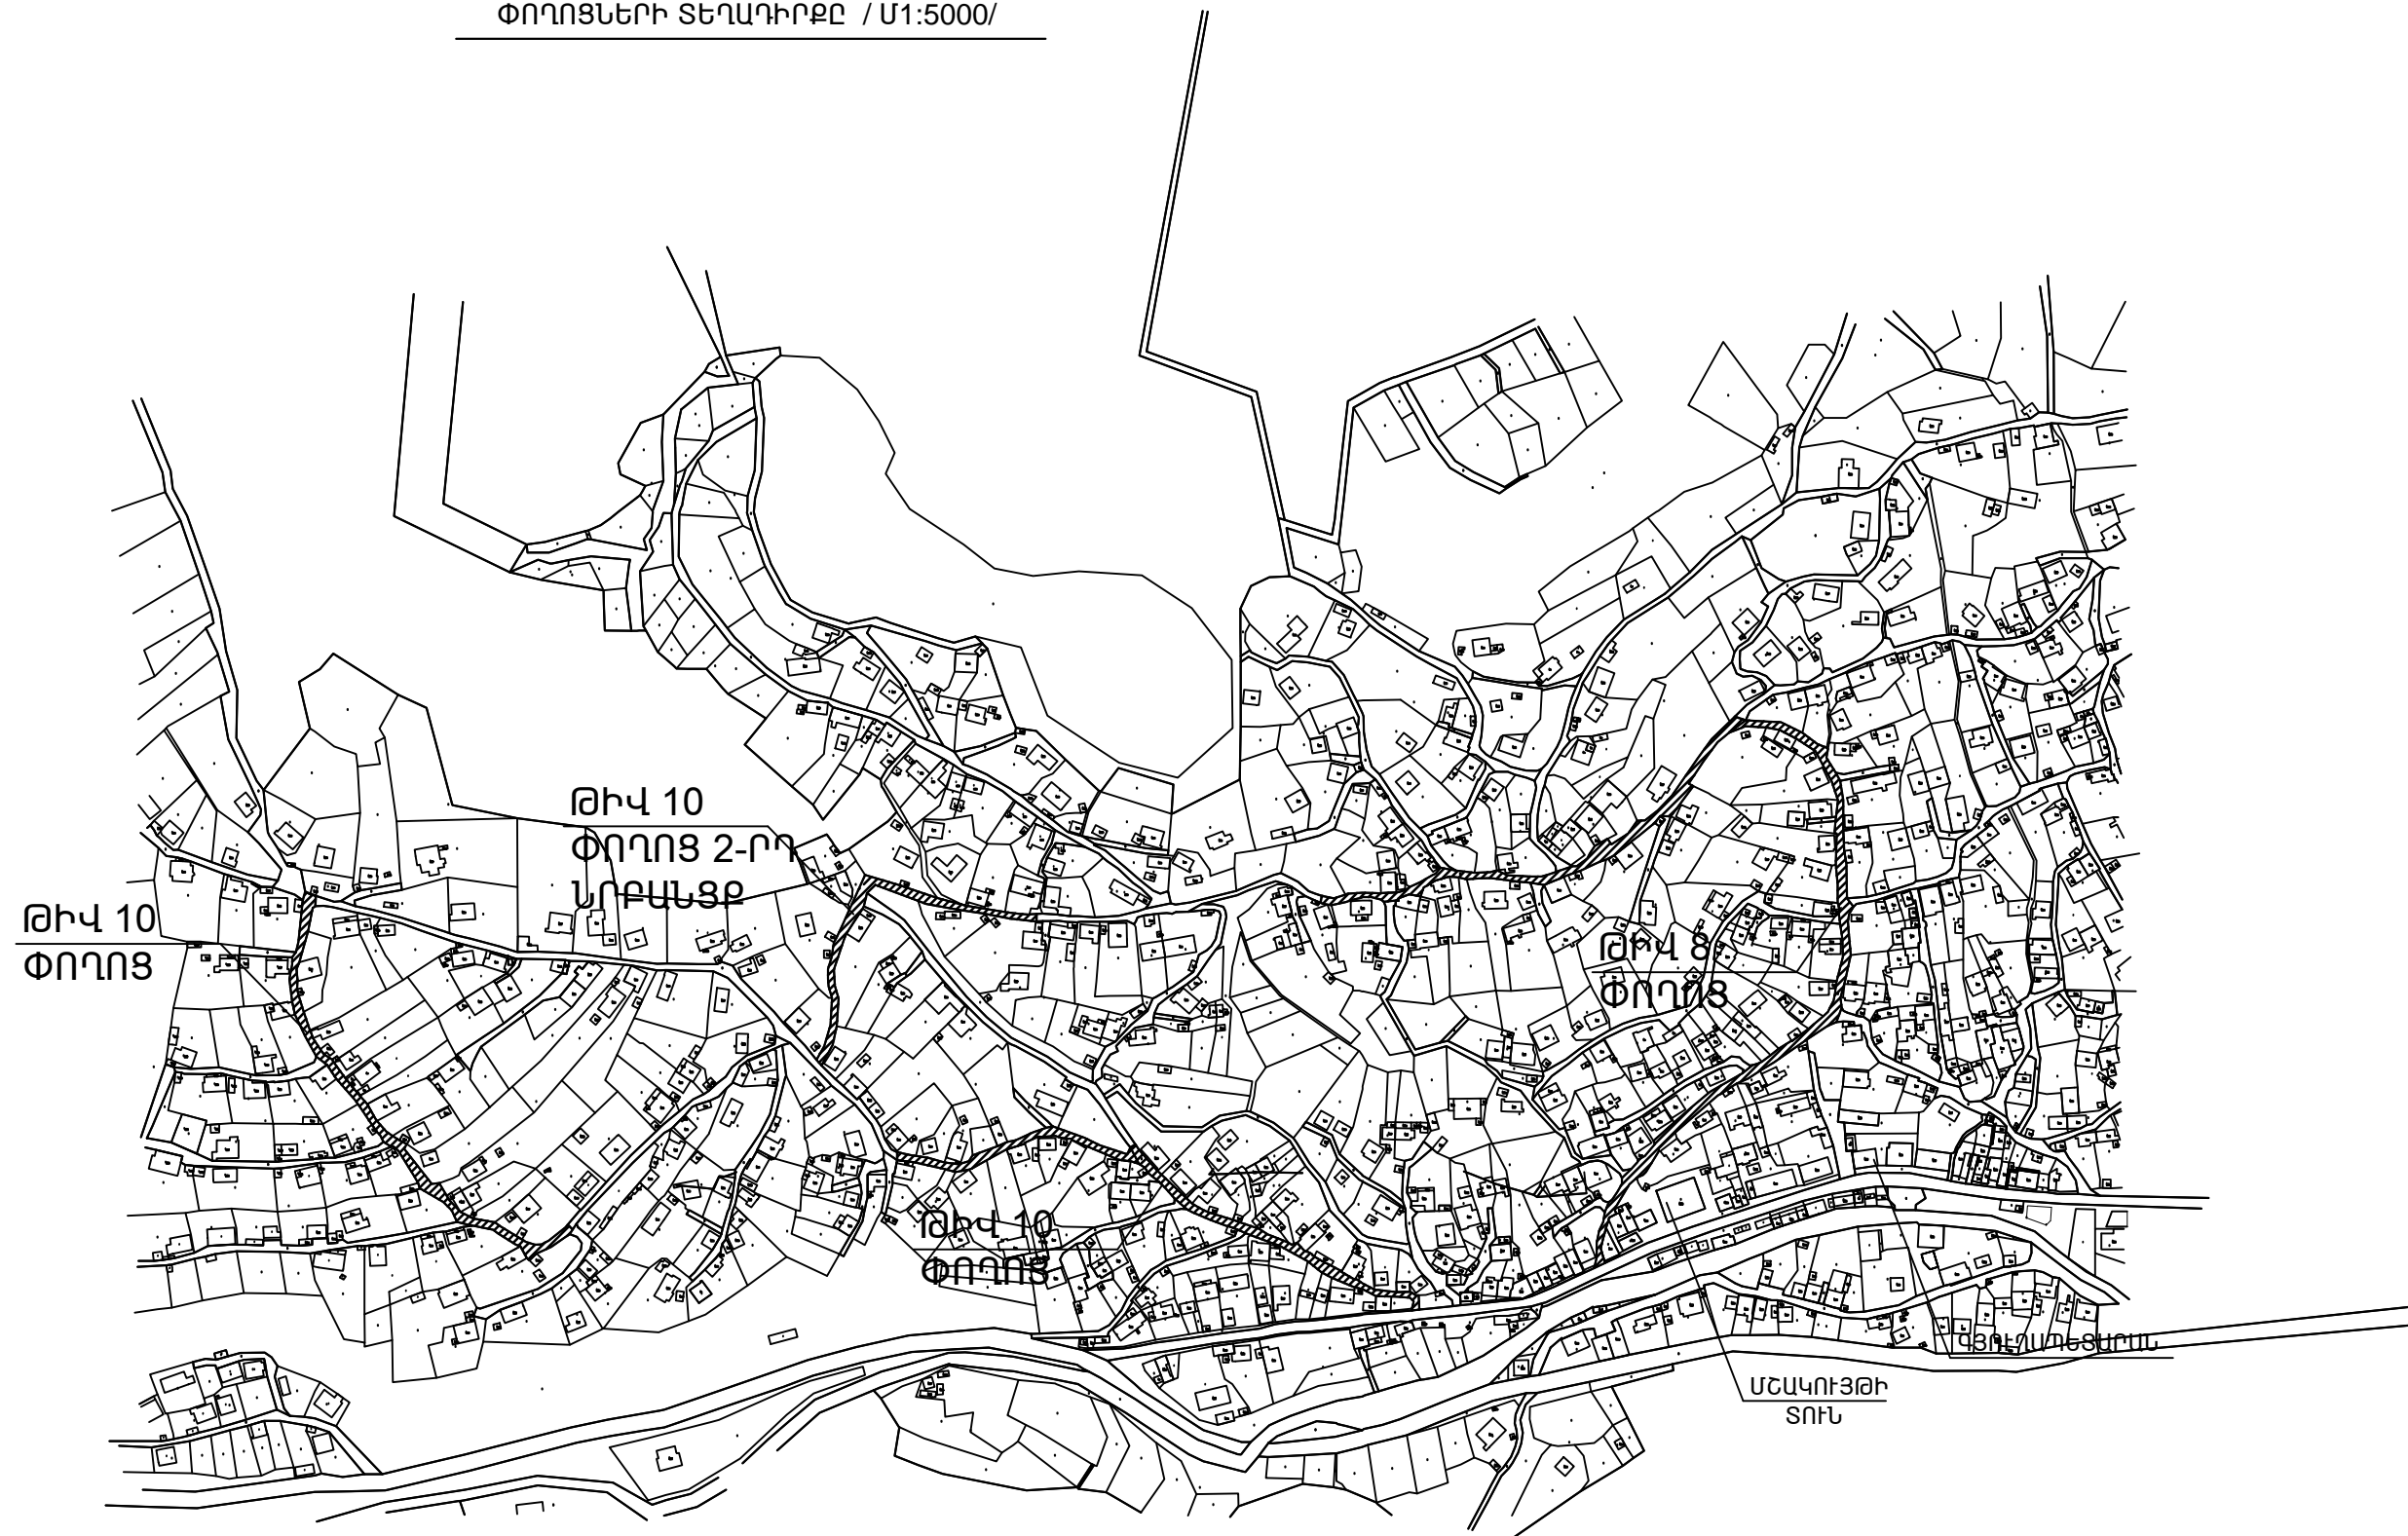 ՓՈՂՈՑՆԵՐԻ ՏԵՂԱԴԻՐՔԸ / Մ1:5000/
ԹԻՎ 10
ՓՈՂՈՑ 2-ՐԴ
ՆՐԲԱՆՑՔ
ԹԻՎ 10
ՓՈՂՈՑ
ԹԻՎ 8
ՓՈՂՈՑ
ԹԻՎ 10
ՓՈՂՈՑ
ԳՅՈՒՂԱՊԵՏԱՐԱՆ
ՄՇԱԿՈՒՅԹԻ
ՏՈՒՆ